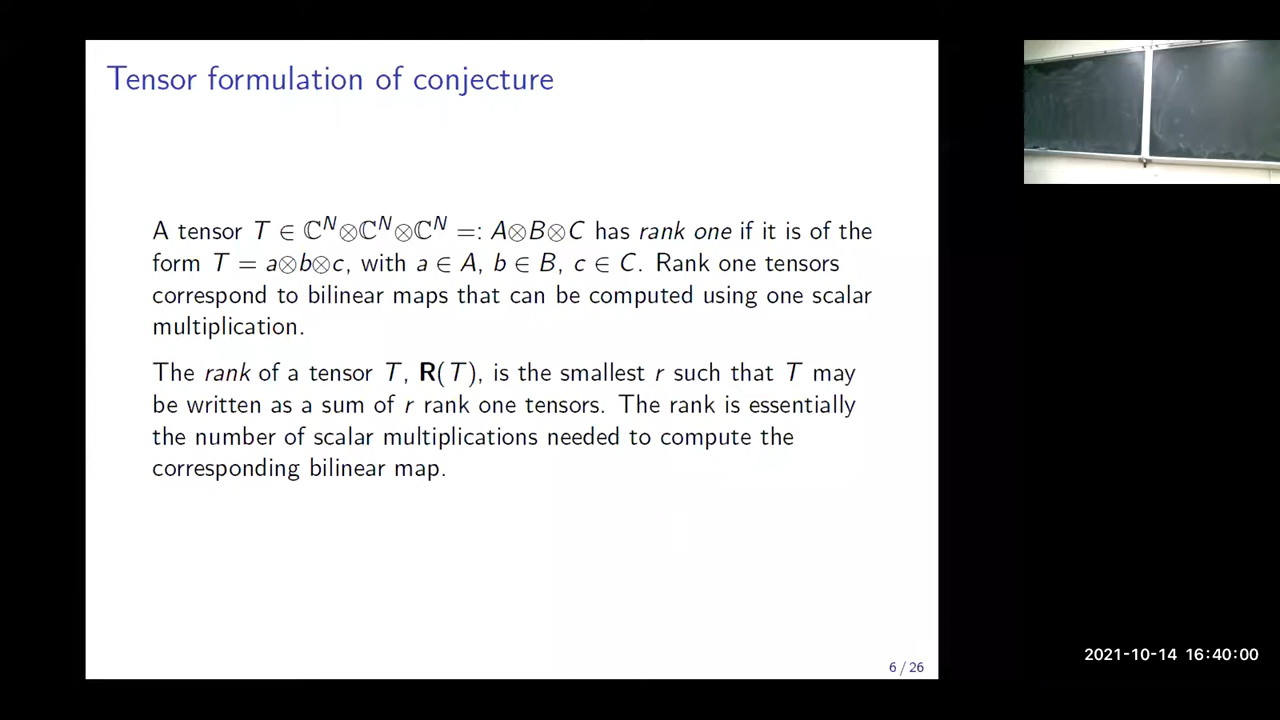 Tensor formulation of conjecture
A tensor T ∈ ℂᴺ⊗ℂᴺ⊗ℂᴺ =: A⊗B⊗C has rank one if it is of the
form T = a⊗b⊗c, with a ∈ A, b ∈ B, c ∈ C. Rank one tensors
correspond to bilinear maps that can be computed using one scalar
multiplication.
The rank of a tensor T, R(T), is the smallest r such that T may
be written as a sum of r rank one tensors. The rank is essentially
the number of scalar multiplications needed to compute the
corresponding bilinear map.
6 / 26
2021-10-14 16:40:00